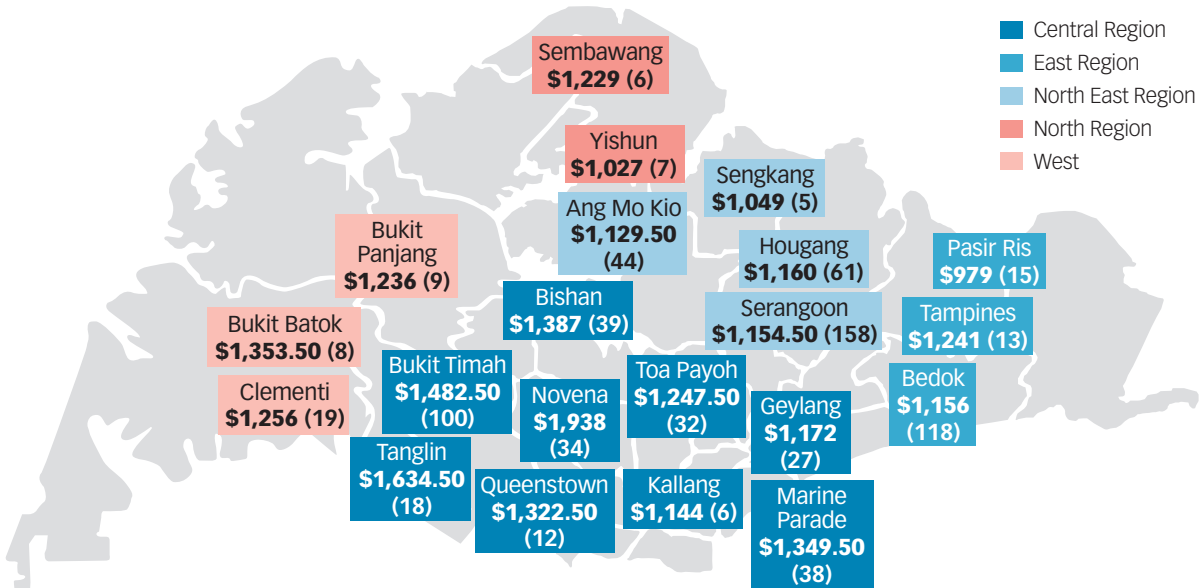 Central Region
East Region
North East Region
North Region
West
Sembawang
$1,229 (6)
Yishun
$1,027 (7)
Sengkang
$1,049 (5)
Ang Mo Kio
$1,129.50
(44)
Bukit
Panjang
$1,236 (9)
Hougang
$1,160 (61)
Pasir Ris
$979 (15)
Bishan
$1,387 (39)
Serangoon
$1,154.50 (158)
Tampines
$1,241 (13)
Bukit Batok
$1,353.50 (8)
Bukit Timah
$1,482.50
(100)
Toa Payoh
$1,247.50
(32)
Bedok
$1,156
(118)
Clementi
$1,256 (19)
Novena
$1,938
(34)
Geylang
$1,172
(27)
Tanglin
$1,634.50
(18)
Queenstown
$1,322.50
(12)
Kallang
$1,144 (6)
Marine
Parade
$1,349.50
(38)